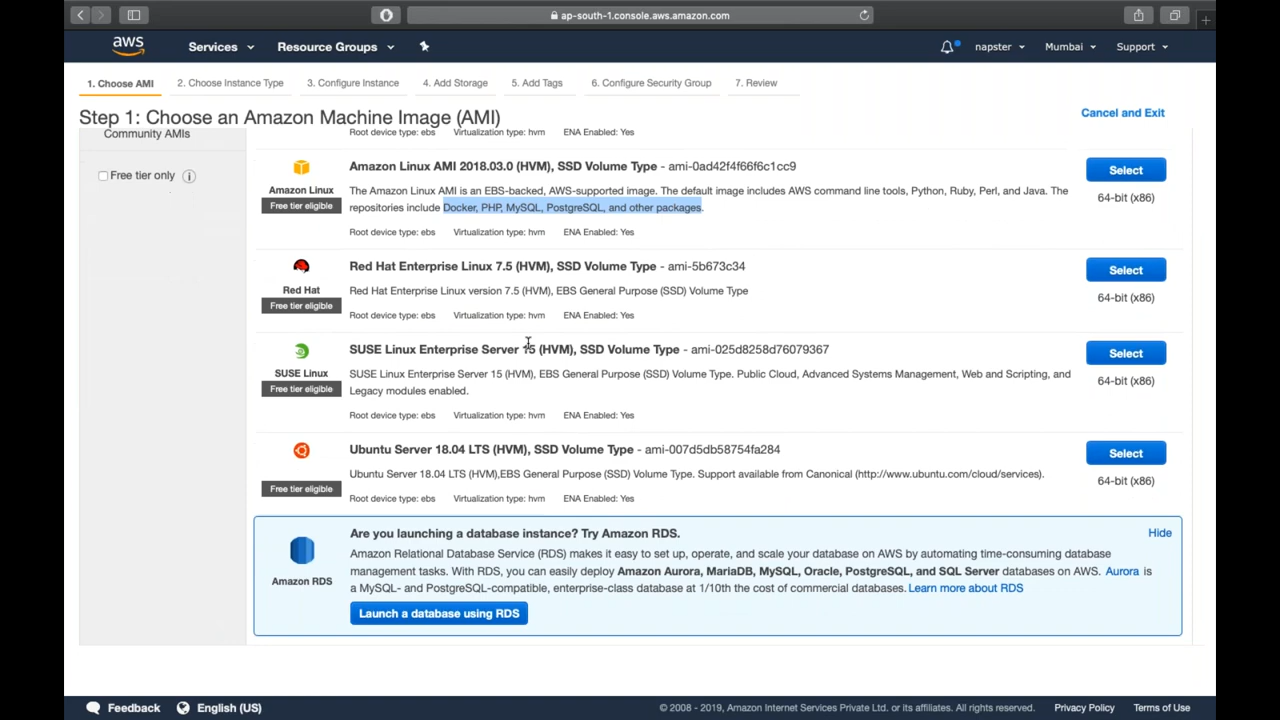 ap-south-1.console.aws.amazon.com
aws
Services
Resource Groups
napster
Mumbai
Support
1. Choose AMI
2. Choose Instance Type
3. Configure Instance
4. Add Storage
5. Add Tags
6. Configure Security Group
7. Review
Step 1: Choose an Amazon Machine Image (AMI)
Cancel and Exit
Community AMIs
Free tier only
Root device type: ebs Virtualization type: hvm ENA Enabled: Yes
Amazon Linux
Free tier eligible
Amazon Linux AMI 2018.03.0 (HVM), SSD Volume Type - ami-0ad42f4f66f6c1cc9
The Amazon Linux AMI is an EBS-backed, AWS-supported image. The default image includes AWS command line tools, Python, Ruby, Perl, and Java. The
repositories include Docker, PHP, MySQL, PostgreSQL, and other packages.
Root device type: ebs Virtualization type: hvm ENA Enabled: Yes
Select
64-bit (x86)
Red Hat
Free tier eligible
Red Hat Enterprise Linux 7.5 (HVM), SSD Volume Type - ami-5b673c34
Red Hat Enterprise Linux version 7.5 (HVM), EBS General Purpose (SSD) Volume Type
Root device type: ebs Virtualization type: hvm ENA Enabled: Yes
Select
64-bit (x86)
SUSE Linux
Free tier eligible
SUSE Linux Enterprise Server 15 (HVM), SSD Volume Type - ami-025d8258d76079367
SUSE Linux Enterprise Server 15 (HVM), EBS General Purpose (SSD) Volume Type. Public Cloud, Advanced Systems Management, Web and Scripting, and
Legacy modules enabled.
Root device type: ebs Virtualization type: hvm ENA Enabled: Yes
Select
64-bit (x86)
Free tier eligible
Ubuntu Server 18.04 LTS (HVM), SSD Volume Type - ami-007d5db58754fa284
Ubuntu Server 18.04 LTS (HVM),EBS General Purpose (SSD) Volume Type. Support available from Canonical (http://www.ubuntu.com/cloud/services).
Root device type: ebs Virtualization type: hvm ENA Enabled: Yes
Select
64-bit (x86)
Amazon RDS
Are you launching a database instance? Try Amazon RDS.
Hide
Amazon Relational Database Service (RDS) makes it easy to set up, operate, and scale your database on AWS by automating time-consuming database
management tasks. With RDS, you can easily deploy Amazon Aurora, MariaDB, MySQL, Oracle, PostgreSQL, and SQL Server databases on AWS. Aurora is
a MySQL- and PostgreSQL-compatible, enterprise-class database at 1/10th the cost of commercial databases. Learn more about RDS
Launch a database using RDS
Feedback
English (US)
© 2008 - 2019, Amazon Internet Services Private Ltd. or its affiliates. All rights reserved.
Privacy Policy
Terms of Use